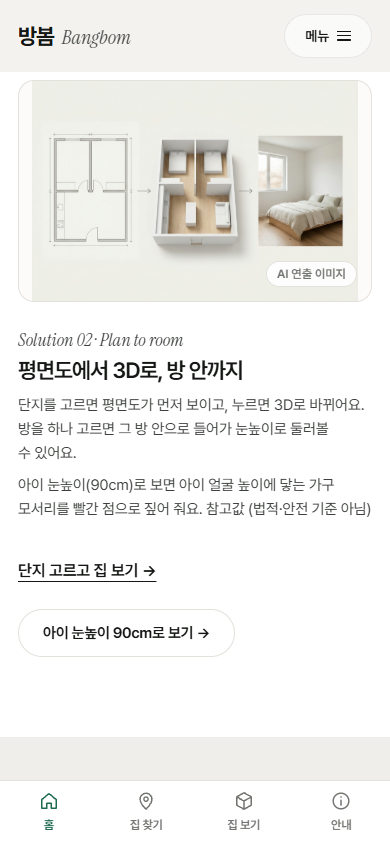 방봄 Bangbom
메뉴
AI 연출 이미지
Solution 02 · Plan to room
평면도에서 3D로, 방 안까지
단지를 고르면 평면도가 먼저 보이고, 누르면 3D로 바뀌어요.
방을 하나 고르면 그 방 안으로 들어가 눈높이로 둘러볼
수 있어요.
아이 눈높이(90cm)로 보면 아이 얼굴 높이에 닿는 가구
모서리를 빨간 점으로 짚어 줘요. 참고값 (법적·안전 기준 아님)
단지 고르고 집 보기 →
아이 눈높이 90cm로 보기 →
홈
집 찾기
집 보기
안내